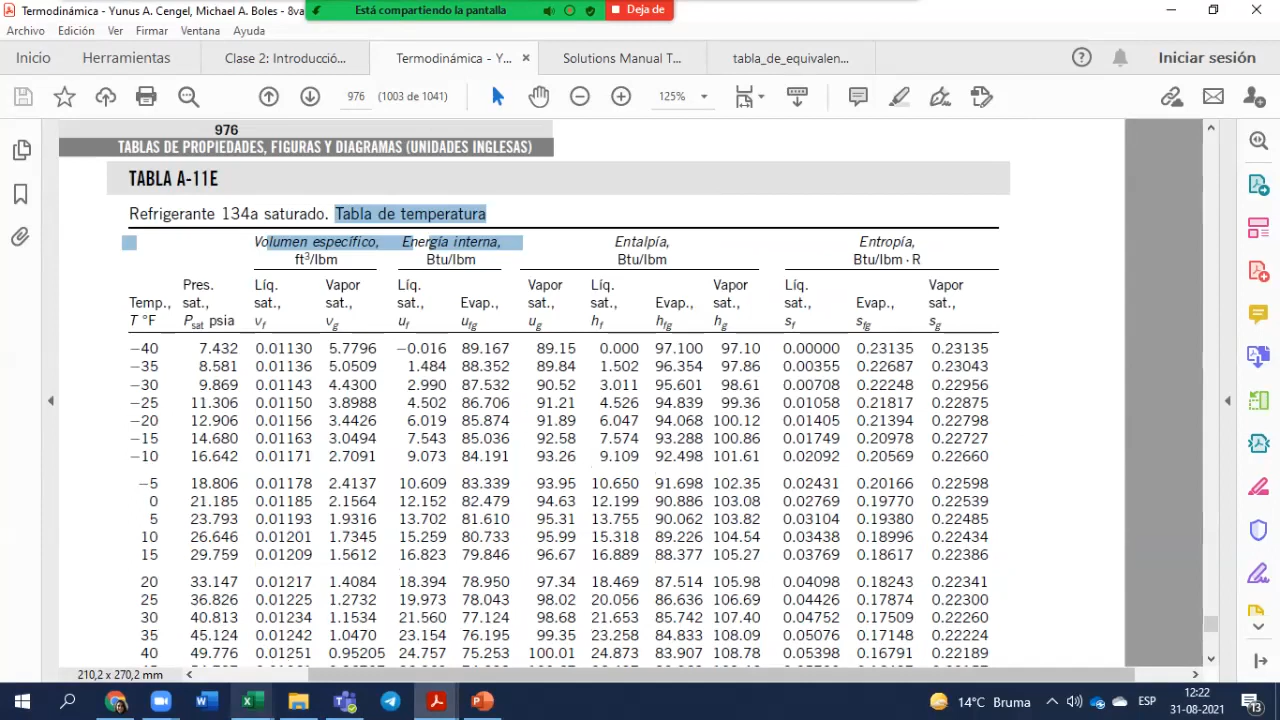 Termodinámica - Yunus A. Cengel, Michael A. Boles - 8va
Está compartiendo la pantalla
Deja de
Archivo Edición Ver Firmar Ventana Ayuda
Inicio Herramientas Clase 2: Introducció... Termodinámica - Y... × Solutions Manual T... tabla_de_equivalen... Iniciar sesión
976 (1003 de 1041) 125%
976
TABLAS DE PROPIEDADES, FIGURAS Y DIAGRAMAS (UNIDADES INGLESAS)
TABLA A-11E
Refrigerante 134a saturado. Tabla de temperatura
Volumen específico, Energía interna, Entalpía, Entropía,
ft³/lbm Btu/lbm Btu/lbm Btu/lbm · R
Pres. Líq. Vapor Líq. Vapor Líq. Vapor Líq. Vapor
Temp., sat., sat., sat., sat., Evap., sat., sat., Evap., sat., sat., Evap., sat.,
T °F Psat psia vf vg uf ufg ug hf hfg hg sf sfg sg
−40 7.432 0.01130 5.7796 −0.016 89.167 89.15 0.000 97.100 97.10 0.00000 0.23135 0.23135
−35 8.581 0.01136 5.0509 1.484 88.352 89.84 1.502 96.354 97.86 0.00355 0.22687 0.23043
−30 9.869 0.01143 4.4300 2.990 87.532 90.52 3.011 95.601 98.61 0.00708 0.22248 0.22956
−25 11.306 0.01150 3.8988 4.502 86.706 91.21 4.526 94.839 99.36 0.01058 0.21817 0.22875
−20 12.906 0.01156 3.4426 6.019 85.874 91.89 6.047 94.068 100.12 0.01405 0.21394 0.22798
−15 14.680 0.01163 3.0494 7.543 85.036 92.58 7.574 93.288 100.86 0.01749 0.20978 0.22727
−10 16.642 0.01171 2.7091 9.073 84.191 93.26 9.109 92.498 101.61 0.02092 0.20569 0.22660
−5 18.806 0.01178 2.4137 10.609 83.339 93.95 10.650 91.698 102.35 0.02431 0.20166 0.22598
0 21.185 0.01185 2.1564 12.152 82.479 94.63 12.199 90.886 103.08 0.02769 0.19770 0.22539
5 23.793 0.01193 1.9316 13.702 81.610 95.31 13.755 90.062 103.82 0.03104 0.19380 0.22485
10 26.646 0.01201 1.7345 15.259 80.733 95.99 15.318 89.226 104.54 0.03438 0.18996 0.22434
15 29.759 0.01209 1.5612 16.823 79.846 96.67 16.889 88.377 105.27 0.03769 0.18617 0.22386
20 33.147 0.01217 1.4084 18.394 78.950 97.34 18.469 87.514 105.98 0.04098 0.18243 0.22341
25 36.826 0.01225 1.2732 19.973 78.043 98.02 20.056 86.636 106.69 0.04426 0.17874 0.22300
30 40.813 0.01234 1.1534 21.560 77.124 98.68 21.653 85.742 107.40 0.04752 0.17509 0.22260
35 45.124 0.01242 1.0470 23.154 76.195 99.35 23.258 84.833 108.09 0.05076 0.17148 0.22224
40 49.776 0.01251 0.95205 24.757 75.253 100.01 24.873 83.907 108.78 0.05398 0.16791 0.22189
210,2 x 270,2 mm
14°C Bruma ESP 12:22
31-08-2021
13